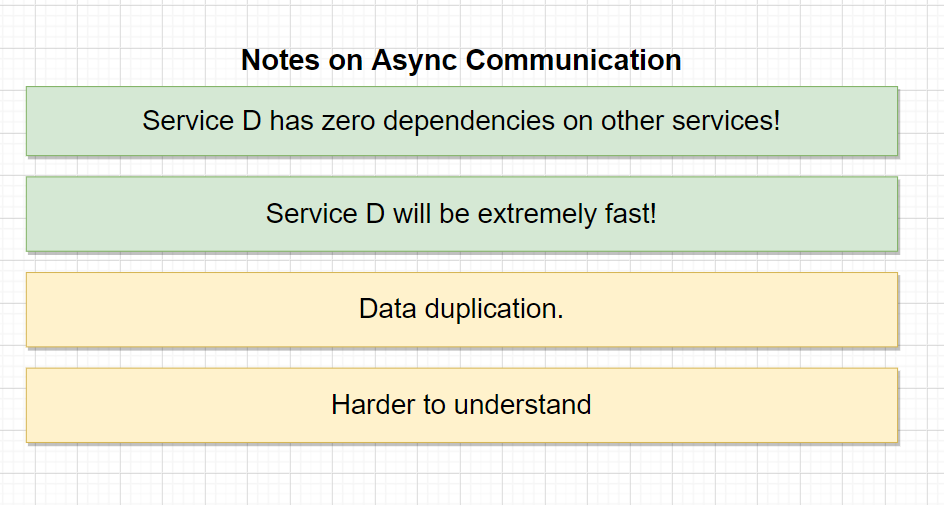 Notes on Async Communication
Service D has zero dependencies on other services!
Service D will be extremely fast!
Data duplication.
Harder to understand